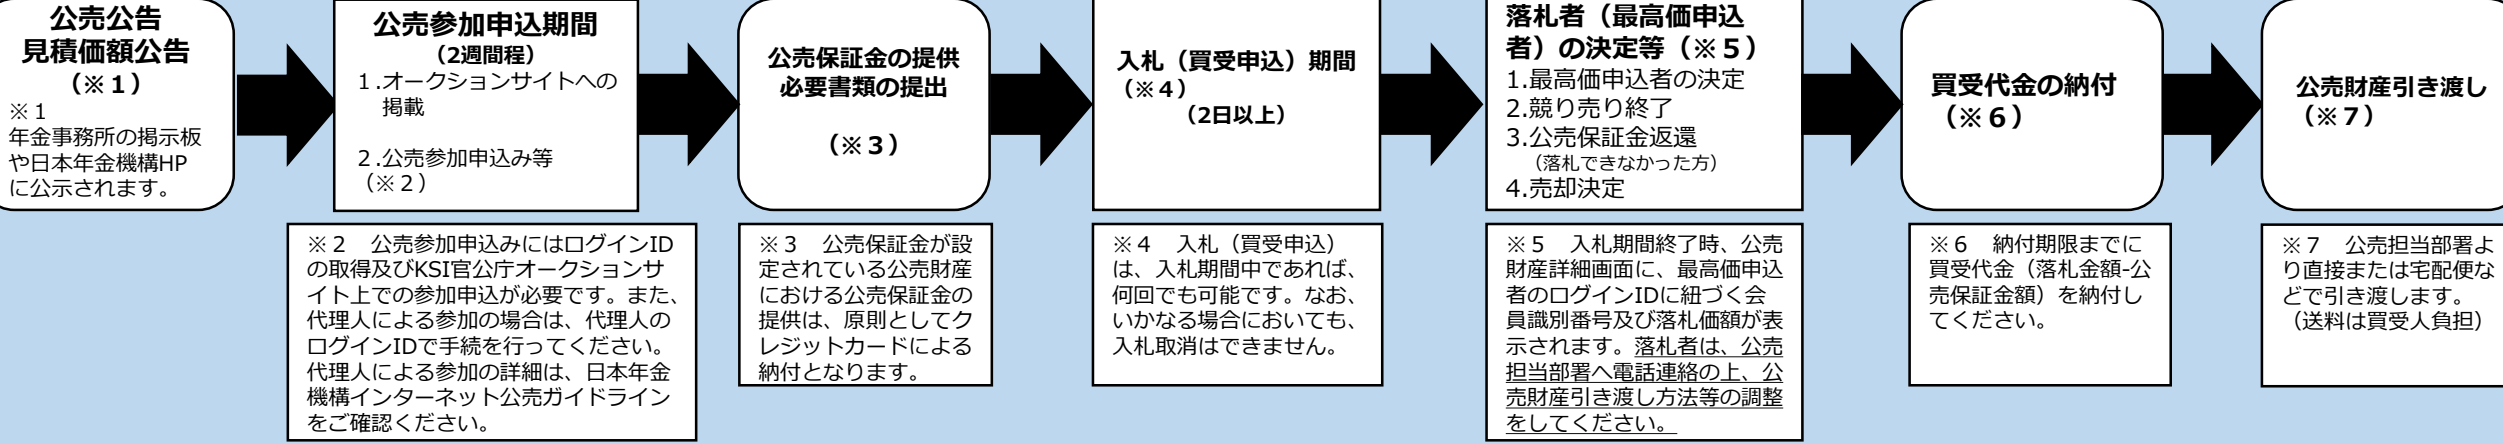 公売公告
見積価額公告
（※１）
※１
年金事務所の掲示板
や日本年金機構HP
に公示されます。
公売参加申込期間
（2週間程）
１.オークションサイトへの
掲載
２.公売参加申込み等
（※２）
公売保証金の提供
必要書類の提出
（※３）
入札（買受申込）期間
（※４）
（2日以上）
落札者（最高価申込
者）の決定等（※５）
1.最高価申込者の決定
2.競り売り終了
3.公売保証金返還
（落札できなかった方）
4.売却決定
買受代金の納付
（※６）
公売財産引き渡し
（※７）
※２　公売参加申込みにはログインID
の取得及びKSI官公庁オークションサ
イト上での参加申込が必要です。また、
代理人による参加の場合は、代理人の
ログインIDで手続を行ってください。
代理人による参加の詳細は、日本年金
機構インターネット公売ガイドライン
をご確認ください。
※３　公売保証金が設
定されている公売財産
における公売保証金の
提供は、原則としてク
レジットカードによる
納付となります。
※４　入札（買受申込）
は、入札期間中であれば、
何回でも可能です。なお、
いかなる場合においても、
入札取消はできません。
※５　入札期間終了時、公売
財産詳細画面に、最高価申込
者のログインIDに紐づく会
員識別番号及び落札価額が表
示されます。落札者は、公売
担当部署へ電話連絡の上、公
売財産引き渡し方法等の調整
をしてください。
※６　納付期限までに
買受代金（落札金額-公
売保証金額）を納付し
てください。
※７　公売担当部署よ
り直接または宅配便な
どで引き渡します。
（送料は買受人負担）